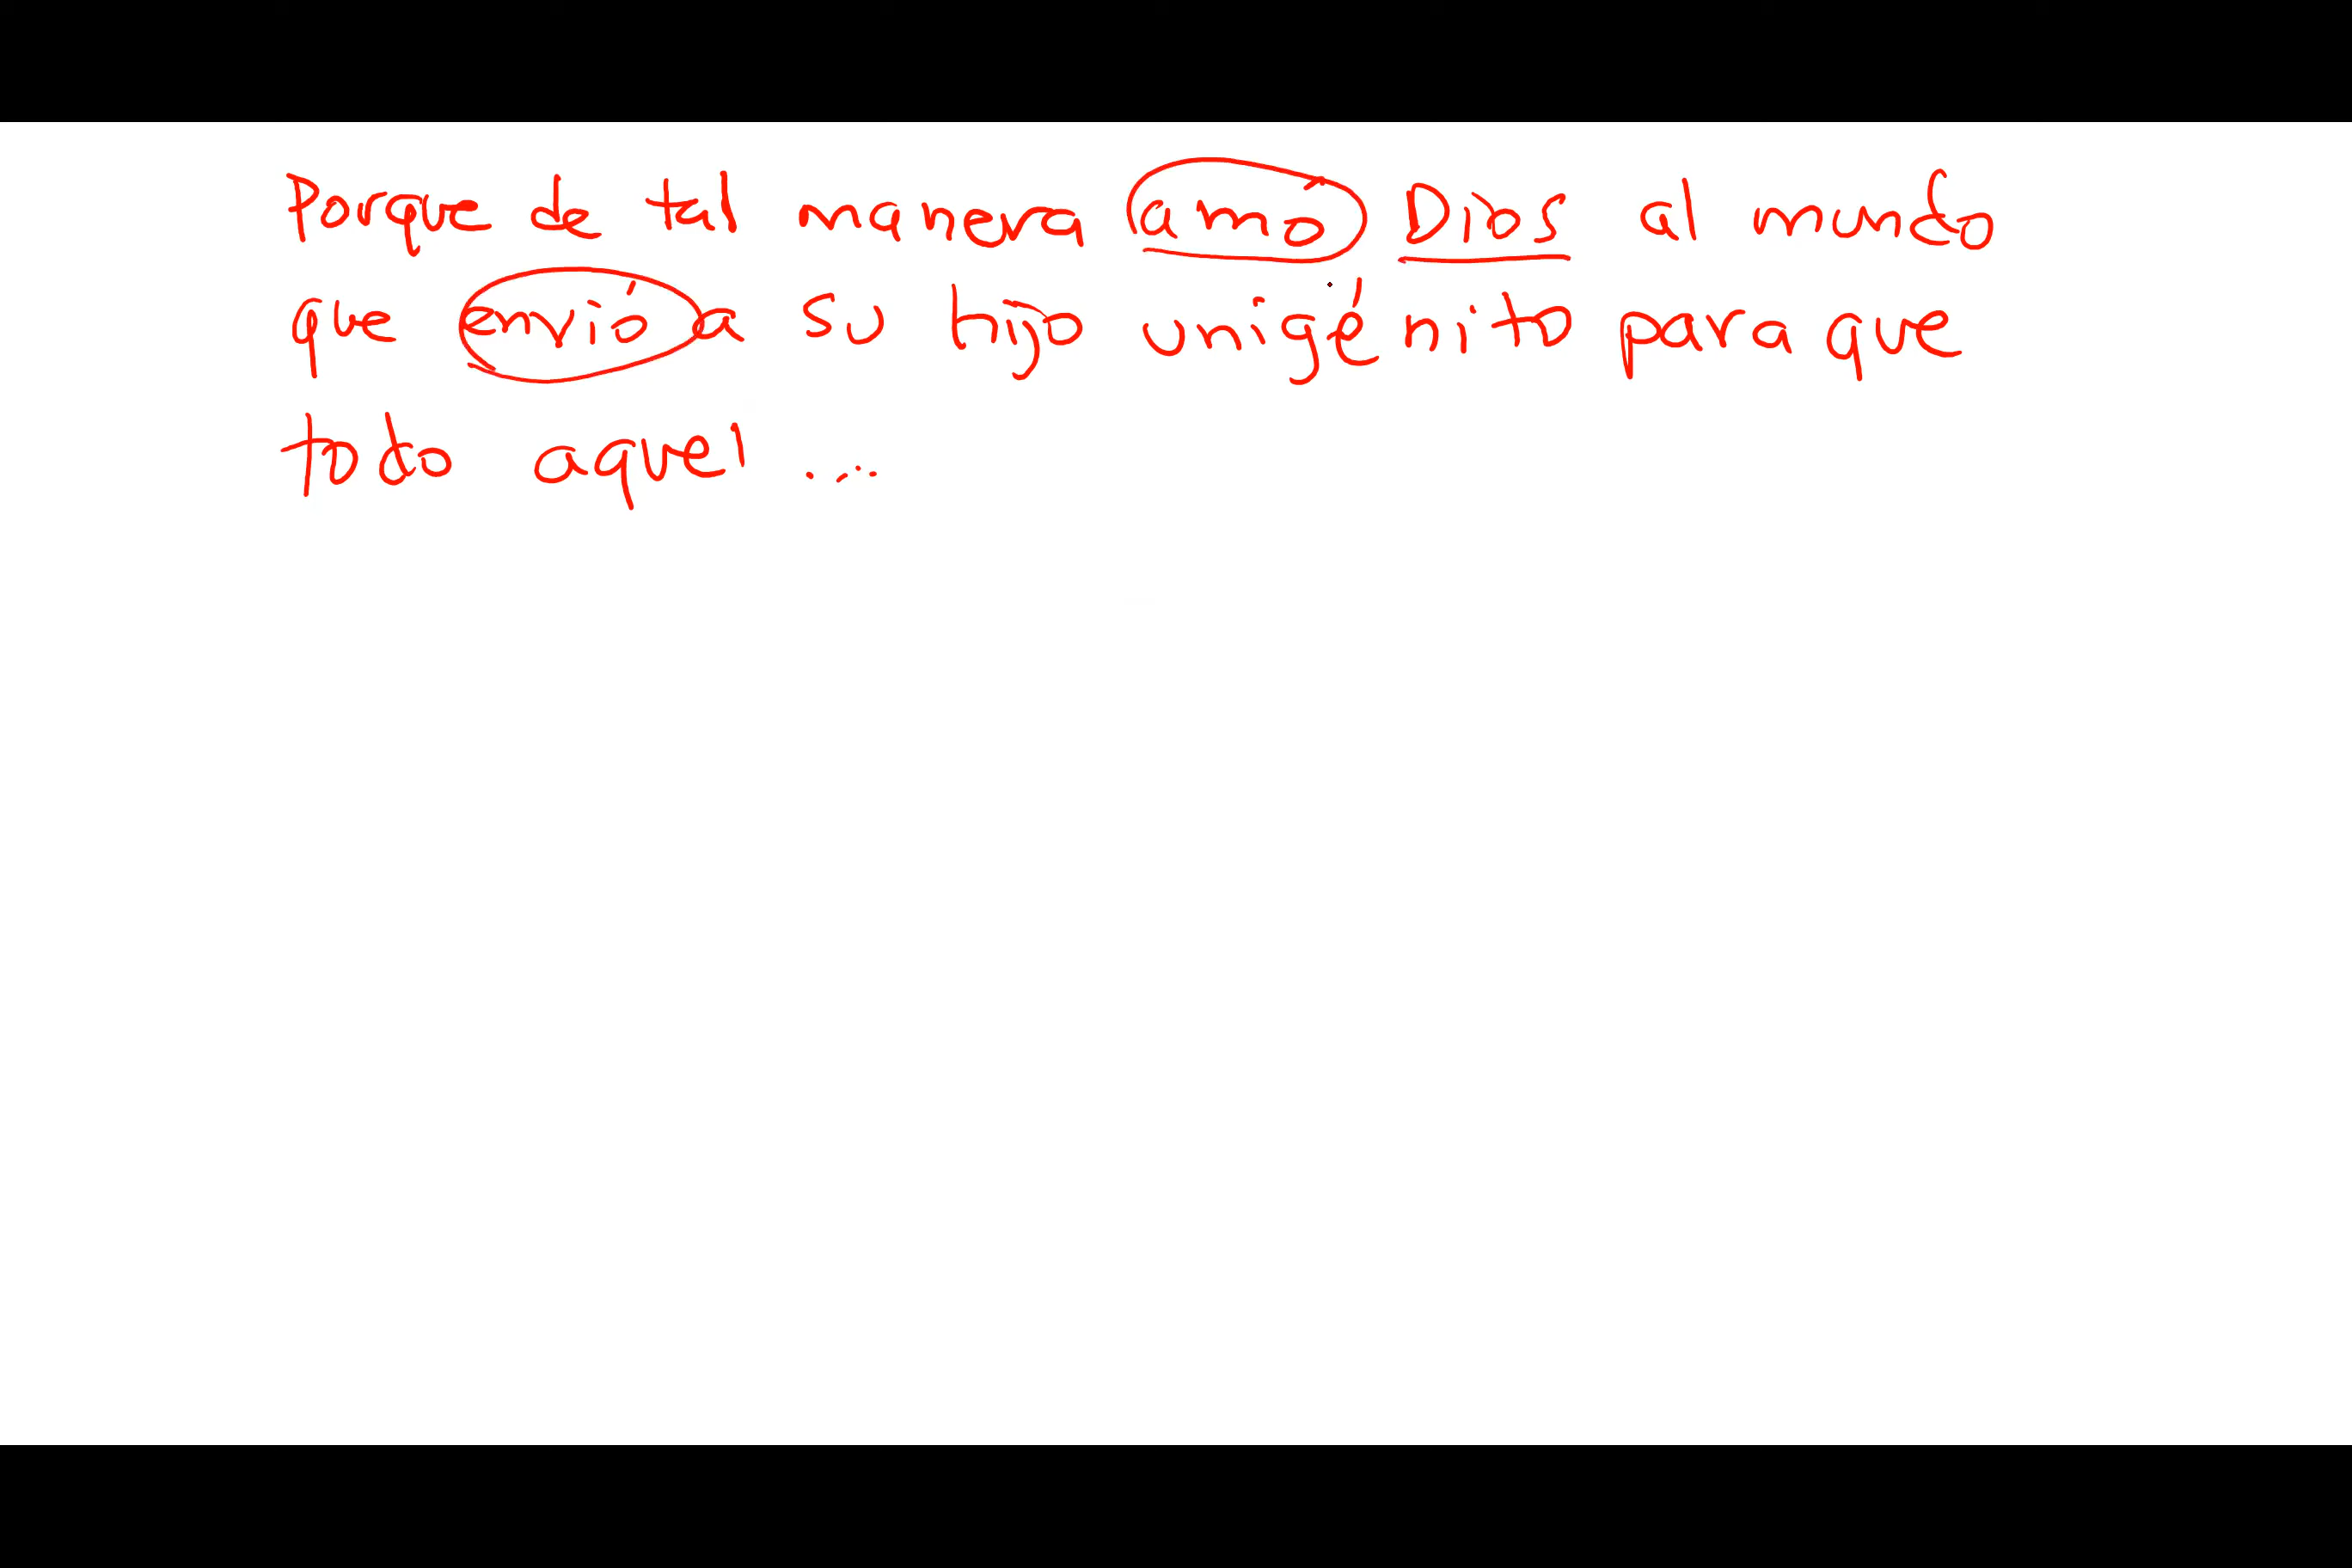 Porque de tal manera amó Dios al mundo
que envió a su hijo unigénito para que
todo aquel ...